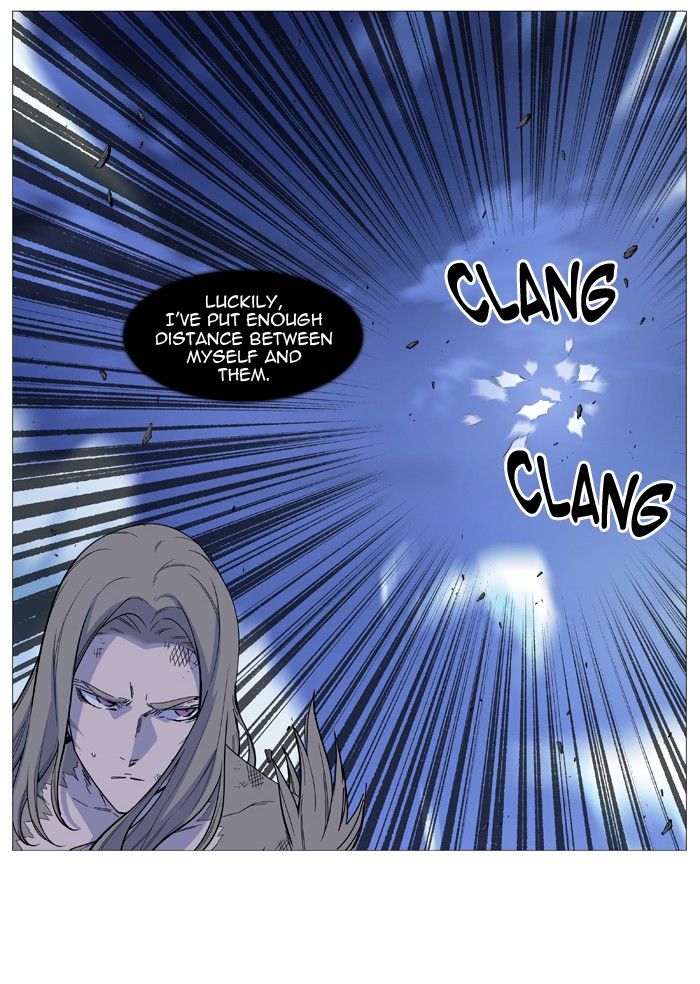 CLANG
LUCKILY,
I'VE PUT ENOUGH
DISTANCE BETWEEN
MYSELF AND
THEM.
CLANG